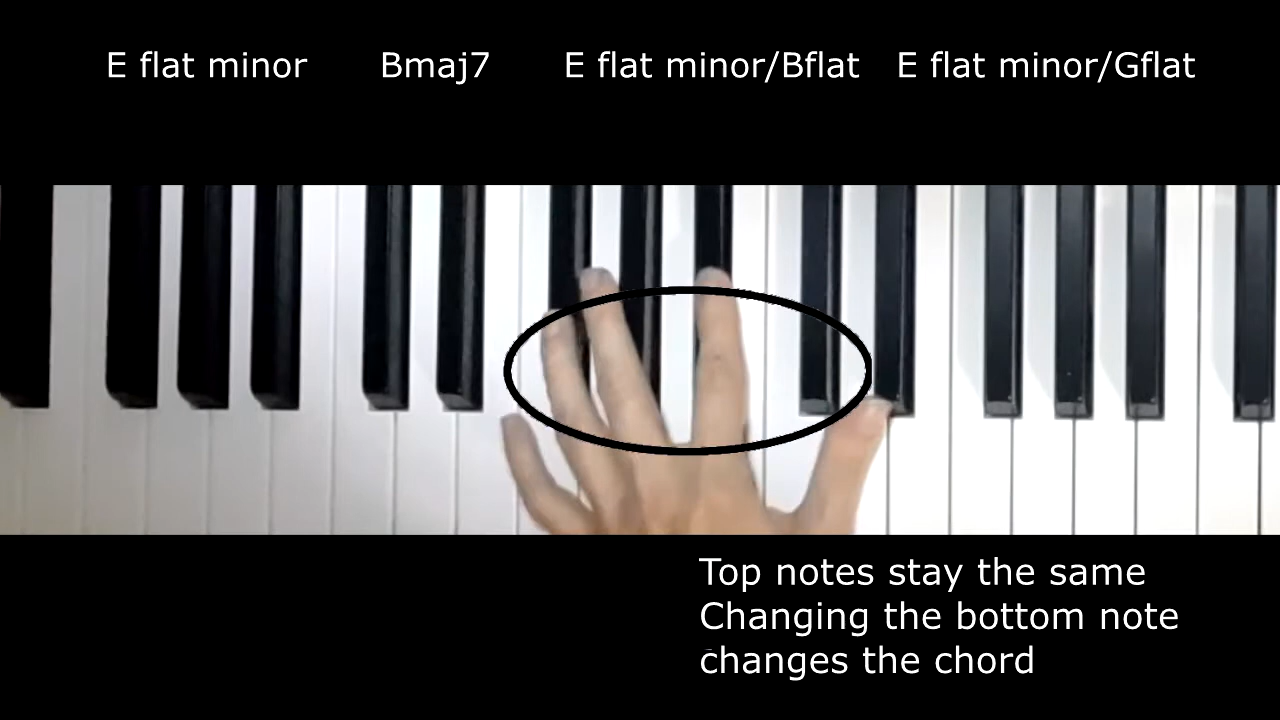 E flat minor Bmaj7 E flat minor/Bflat E flat minor/Gflat
Top notes stay the same
Changing the bottom note
changes the chord